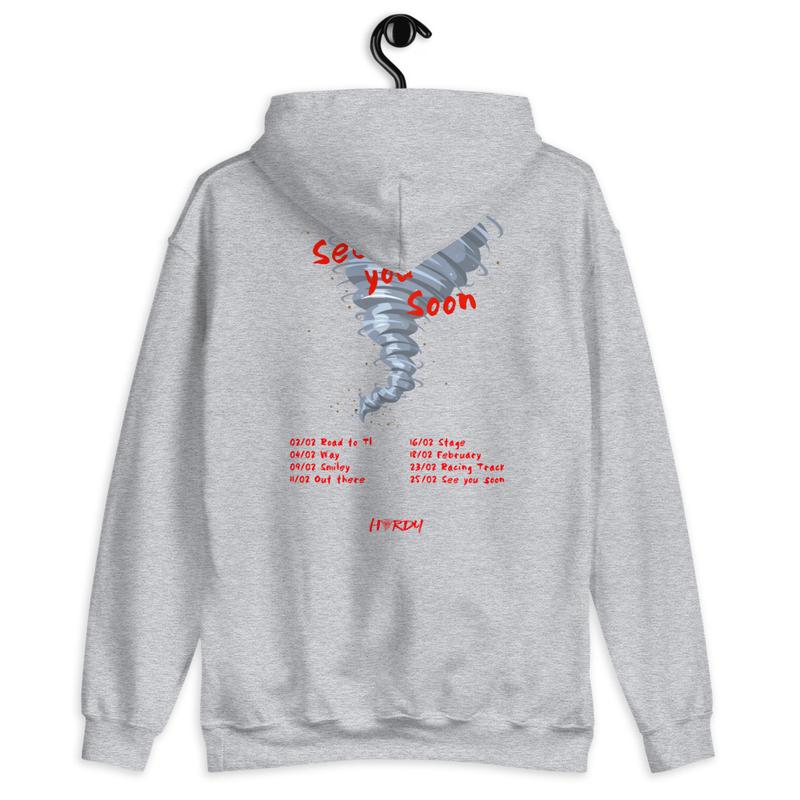 See
you
Soon
02/02 Road to T1
04/02 Way
09/02 Smiley
11/02 Out there
16/02 Stage
18/02 February
23/02 Racing Track
25/02 See you soon
HARDY